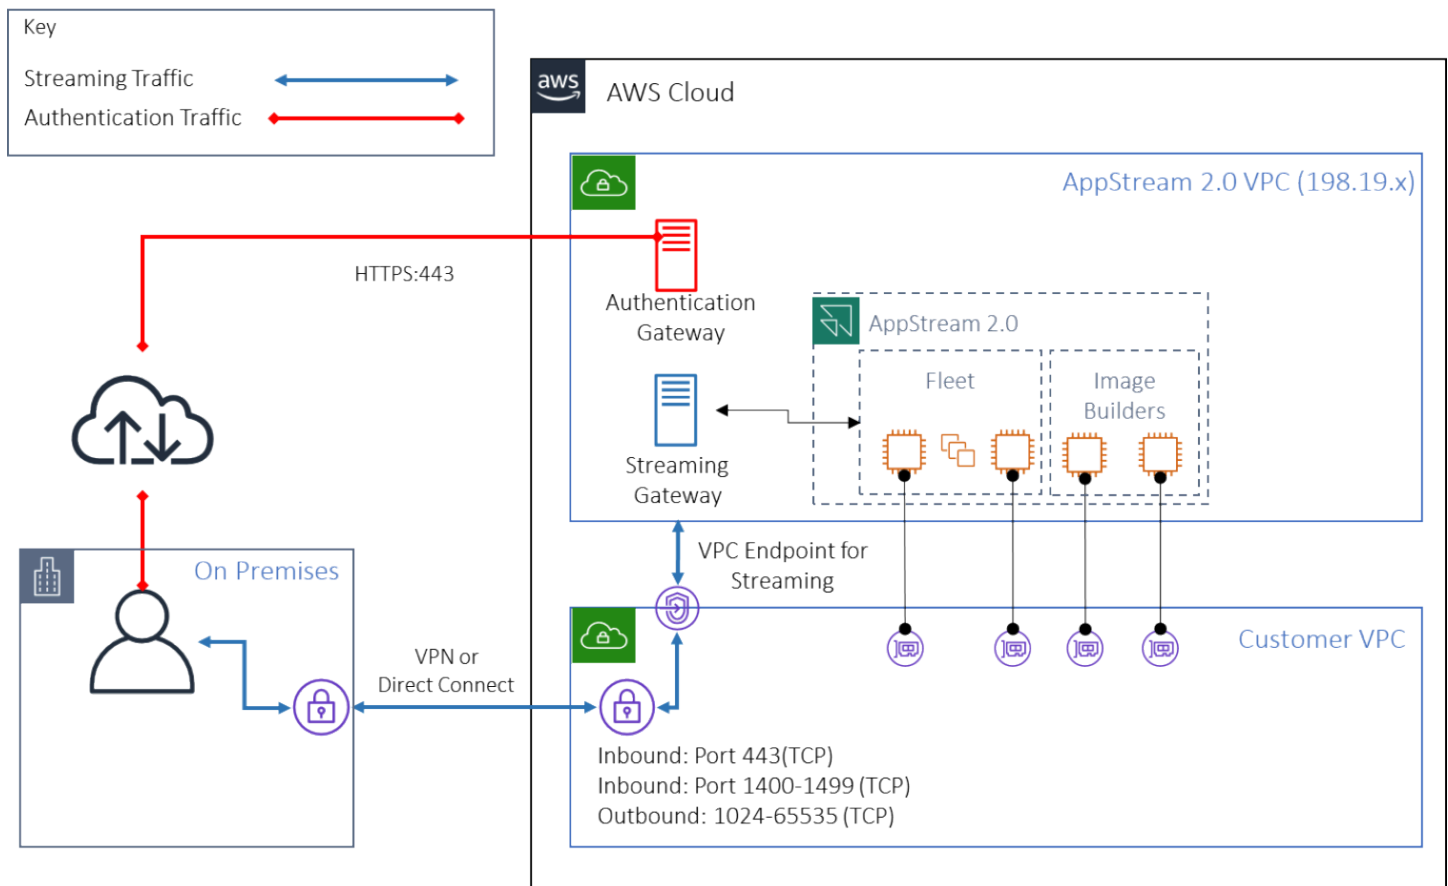 Key
Streaming Traffic
Authentication Traffic
aws
AWS Cloud
AppStream 2.0 VPC (198.19.x)
HTTPS:443
Authentication
Gateway
AppStream 2.0
Fleet
Image
Builders
Streaming
Gateway
VPC Endpoint for
Streaming
On Premises
Customer VPC
VPN or
Direct Connect
Inbound: Port 443(TCP)
Inbound: Port 1400-1499 (TCP)
Outbound: 1024-65535 (TCP)